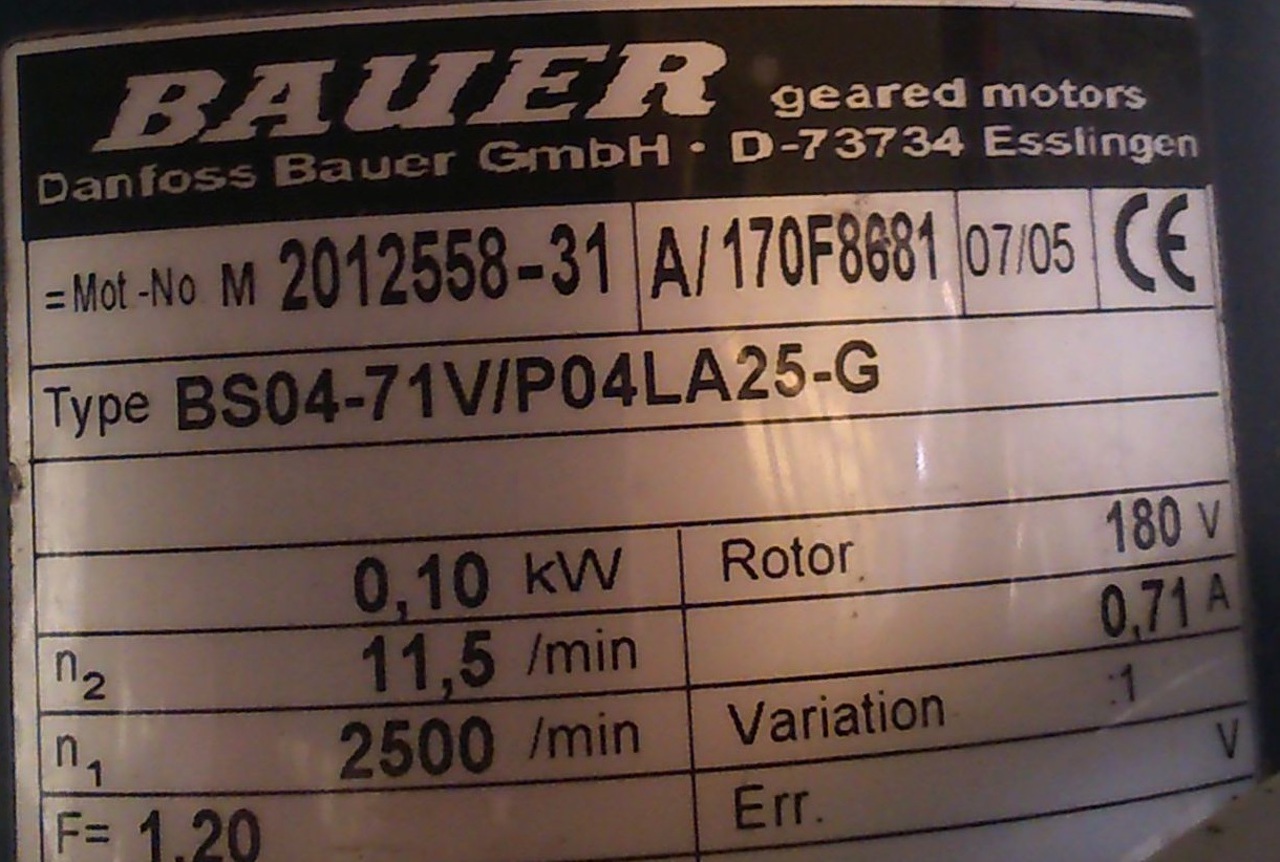 BAUER geared motors
Danfoss Bauer GmbH · D-73734 Esslingen
=Mot-No M 2012558-31 A/170F8681 07/05 CE
Type BS04-71V/P04LA25-G
0,10 kW Rotor 180 V
n2 11,5 /min 0,71 A
n1 2500 /min Variation :1
F= 1,20 Err. V